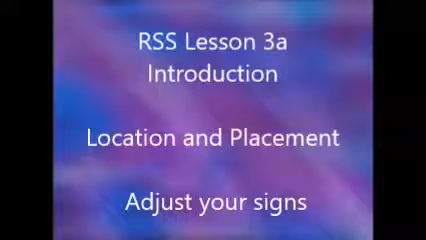 RSS Lesson 3a
Introduction
Location and Placement
Adjust your signs